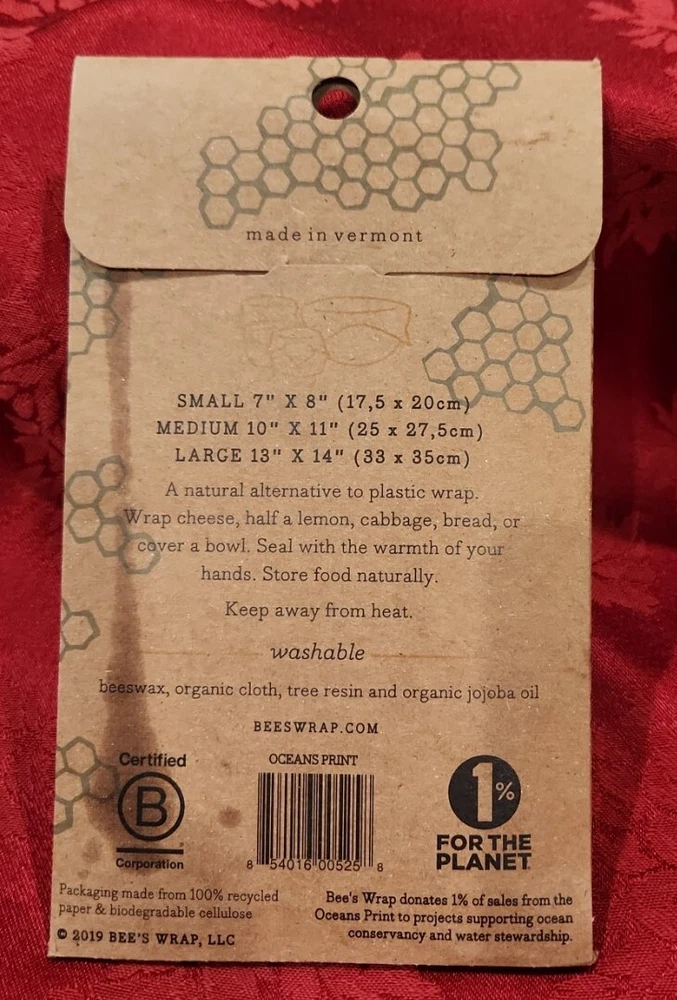 made in vermont
SMALL 7" X 8" (17,5 x 20cm)
MEDIUM 10" X 11" (25 x 27,5cm)
LARGE 13" X 14" (33 x 35cm)
A natural alternative to plastic wrap.
Wrap cheese, half a lemon, cabbage, bread, or
cover a bowl. Seal with the warmth of your
hands. Store food naturally.
Keep away from heat.
washable
beeswax, organic cloth, tree resin and organic jojoba oil
BEESWRAP.COM
Certified
B
Corporation
OCEANS PRINT
8 54016 00525 8
1%
FOR THE
PLANET
Packaging made from 100% recycled
paper & biodegradable cellulose
© 2019 BEE'S WRAP, LLC
Bee's Wrap donates 1% of sales from the
Oceans Print to projects supporting ocean
conservancy and water stewardship.